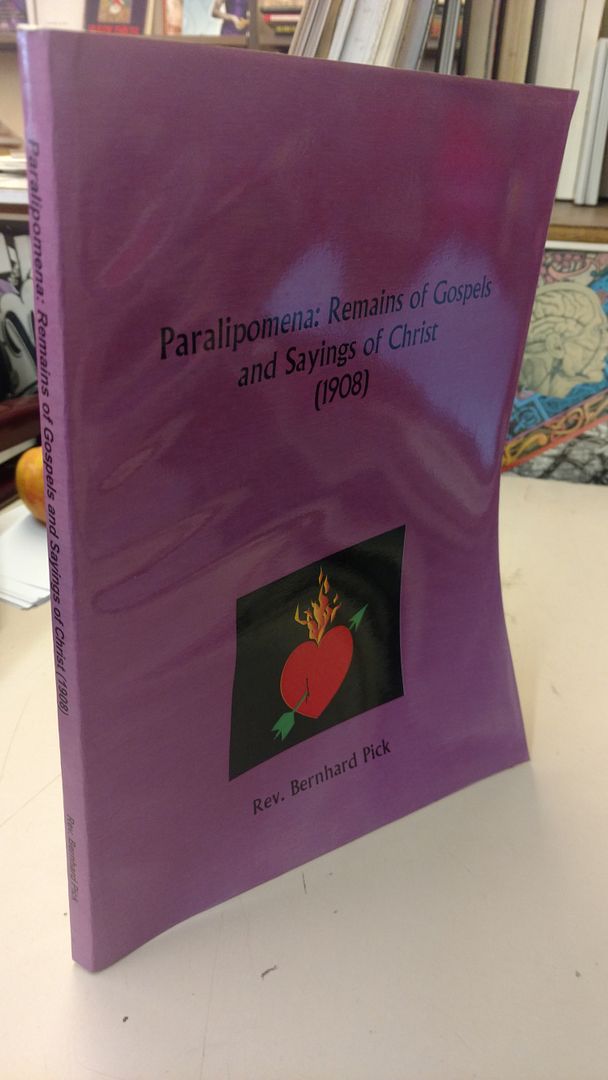 Paralipomena: Remains of Gospels
and Sayings of Christ
(1908)
Rev. Bernhard Pick
Paralipomena: Remains of Gospels and Sayings of Christ (1908)
Rev. Bernhard Pick